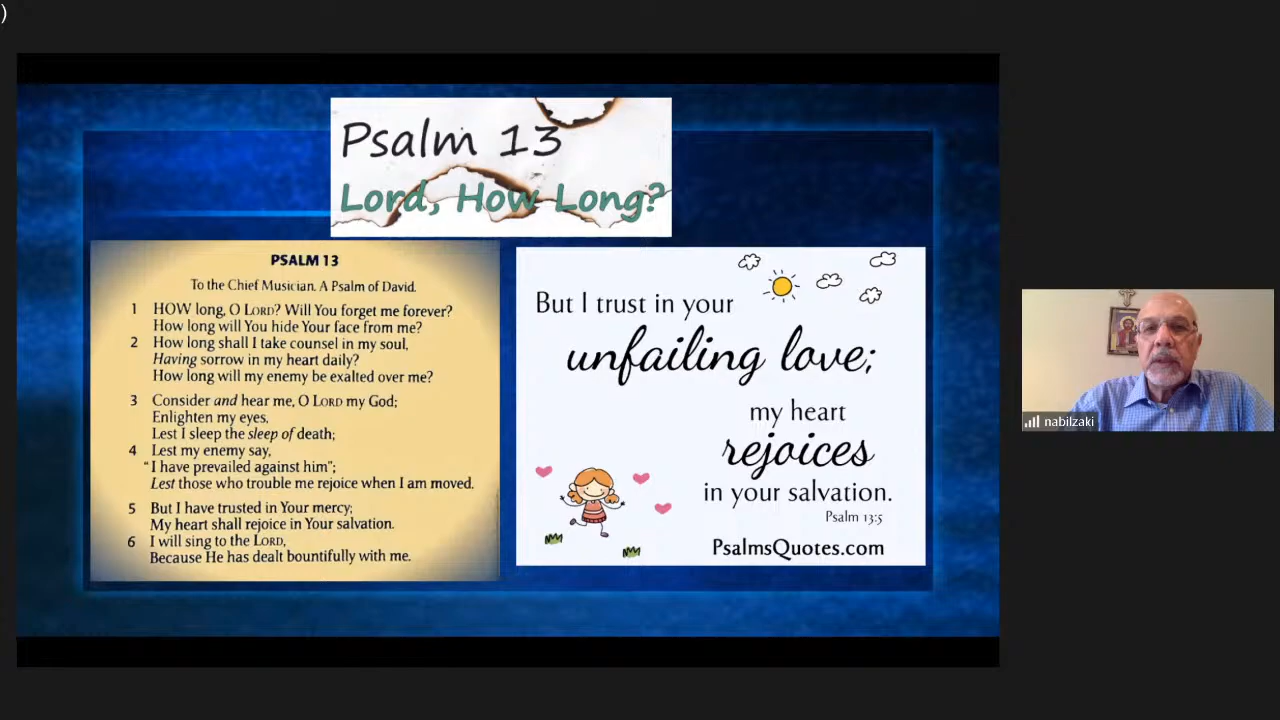 )
Psalm 13
Lord, How Long?
PSALM 13
To the Chief Musician. A Psalm of David.
1 HOW long, O LORD? Will You forget me forever?
How long will You hide Your face from me?
2 How long shall I take counsel in my soul,
Having sorrow in my heart daily?
How long will my enemy be exalted over me?
3 Consider and hear me, O LORD my God;
Enlighten my eyes,
Lest I sleep the sleep of death;
4 Lest my enemy say,
"I have prevailed against him";
Lest those who trouble me rejoice when I am moved.
5 But I have trusted in Your mercy;
My heart shall rejoice in Your salvation.
6 I will sing to the LORD,
Because He has dealt bountifully with me.
But I trust in your
unfailing love;
my heart
rejoices
in your salvation.
Psalm 13:5
PsalmsQuotes.com
nabilzaki